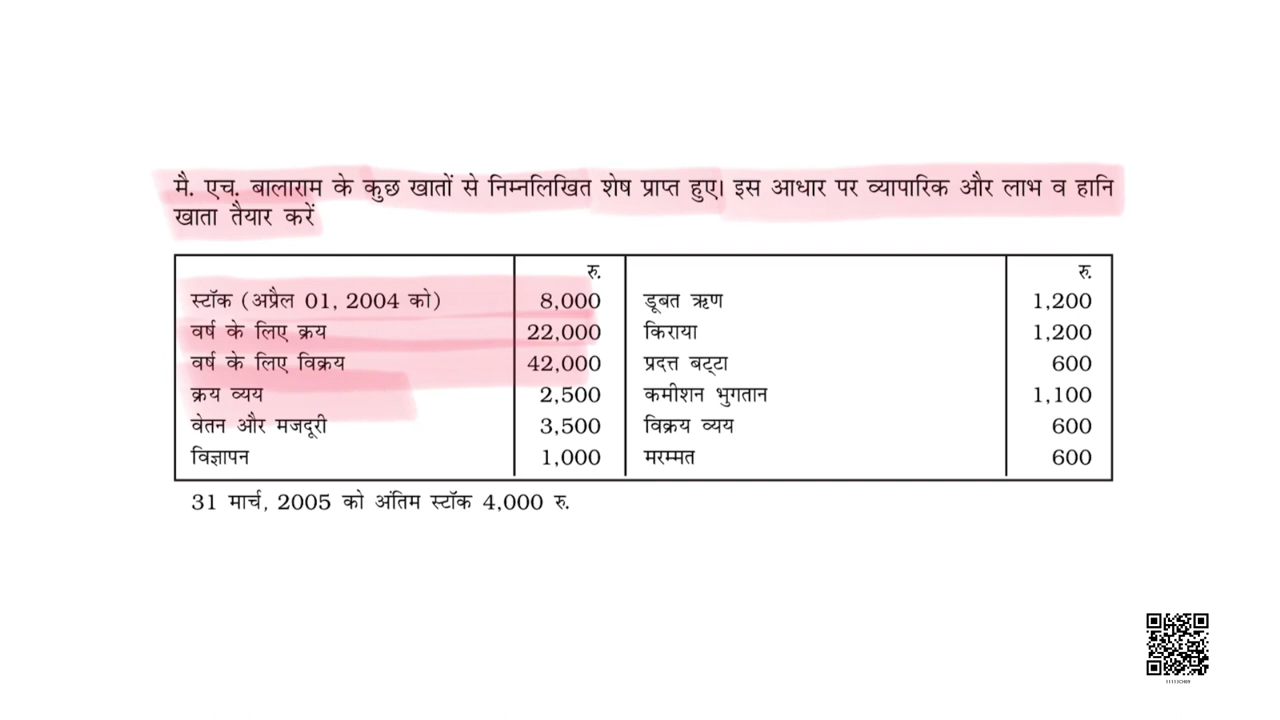 मै. एच. बालाराम के कुछ खातों से निम्नलिखित शेष प्राप्त हुए। इस आधार पर व्यापारिक और लाभ व हानि
खाता तैयार करें
रु. रु.
स्टॉक (अप्रैल 01, 2004 को) 8,000 डूबत ऋण 1,200
वर्ष के लिए क्रय 22,000 किराया 1,200
वर्ष के लिए विक्रय 42,000 प्रदत्त बट्टा 600
क्रय व्यय 2,500 कमीशन भुगतान 1,100
वेतन और मजदूरी 3,500 विक्रय व्यय 600
विज्ञापन 1,000 मरम्मत 600
31 मार्च, 2005 को अंतिम स्टॉक 4,000 रु.